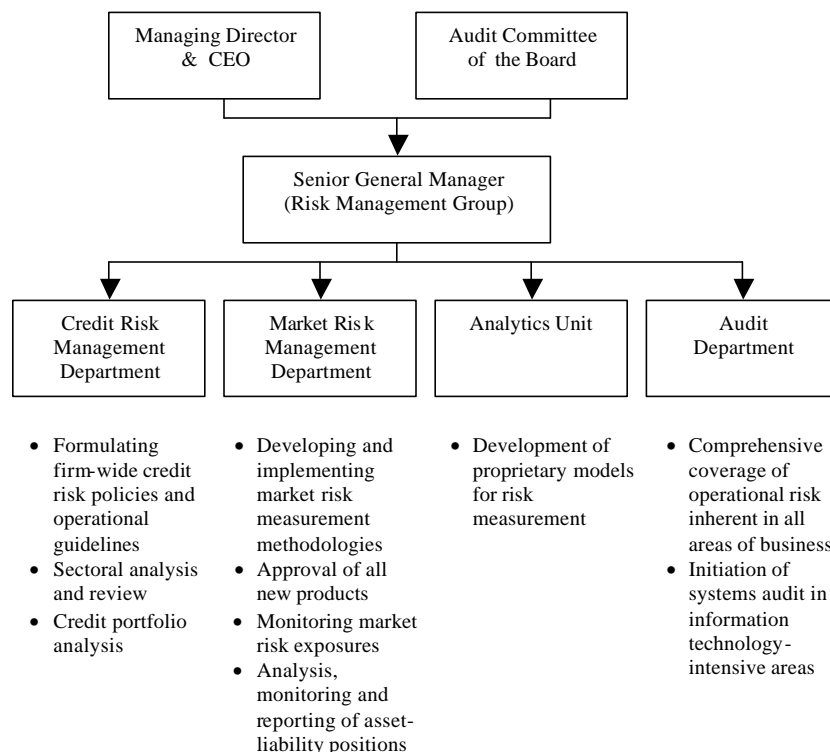 Managing Director
& CEO
Audit Committee
of the Board
Senior General Manager
(Risk Management Group)
Credit Risk
Management
Department
Market Risk
Management
Department
Analytics Unit
Audit
Department
• Formulating
firm-wide credit
risk policies and
operational
guidelines
• Sectoral analysis
and review
• Credit portfolio
analysis
• Developing and
implementing
market risk
measurement
methodologies
• Approval of all
new products
• Monitoring market
risk exposures
• Analysis,
monitoring and
reporting of asset-
liability positions
• Development of
proprietary models
for risk
measurement
• Comprehensive
coverage of
operational risk
inherent in all
areas of business
• Initiation of
systems audit in
information
technology-
intensive areas